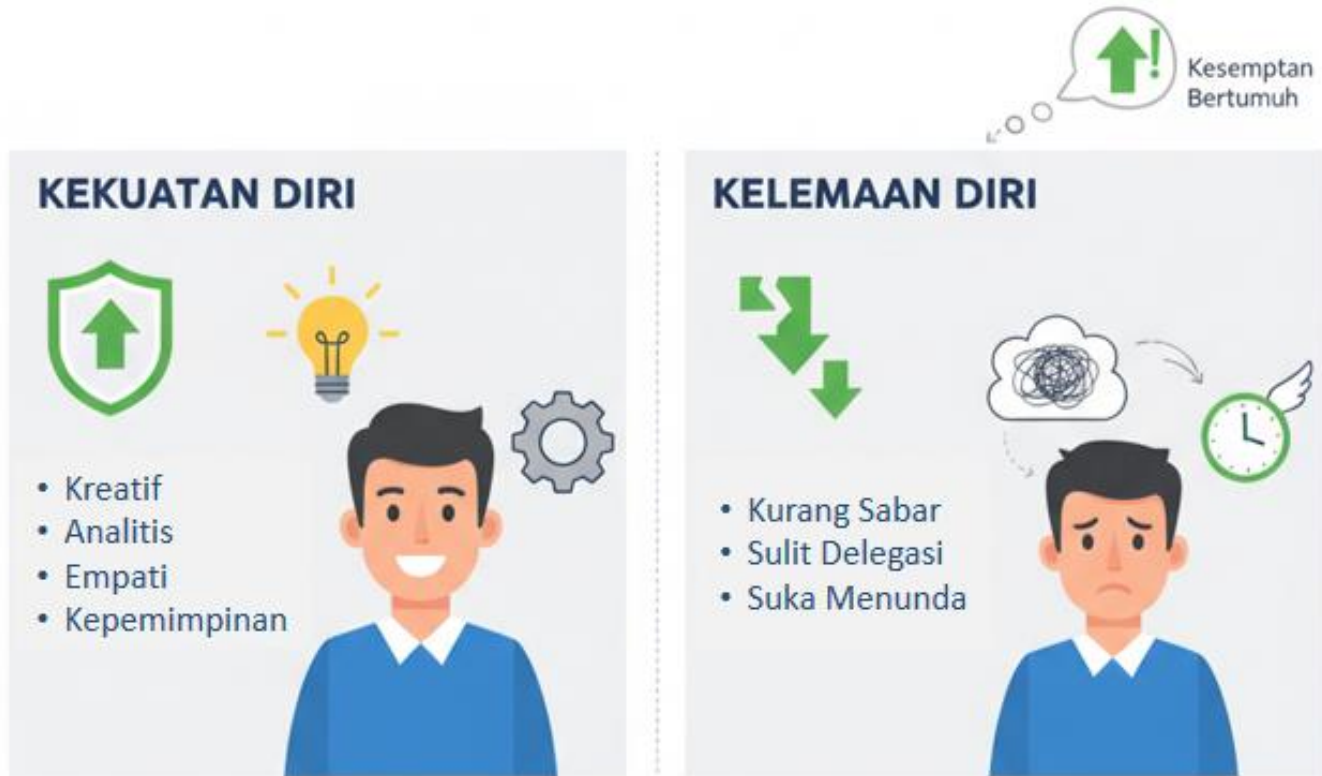 Kesemptan
Bertumuh
KEKUATAN DIRI
• Kreatif
• Analitis
• Empati
• Kepemimpinan
KELEMAAN DIRI
• Kurang Sabar
• Sulit Delegasi
• Suka Menunda